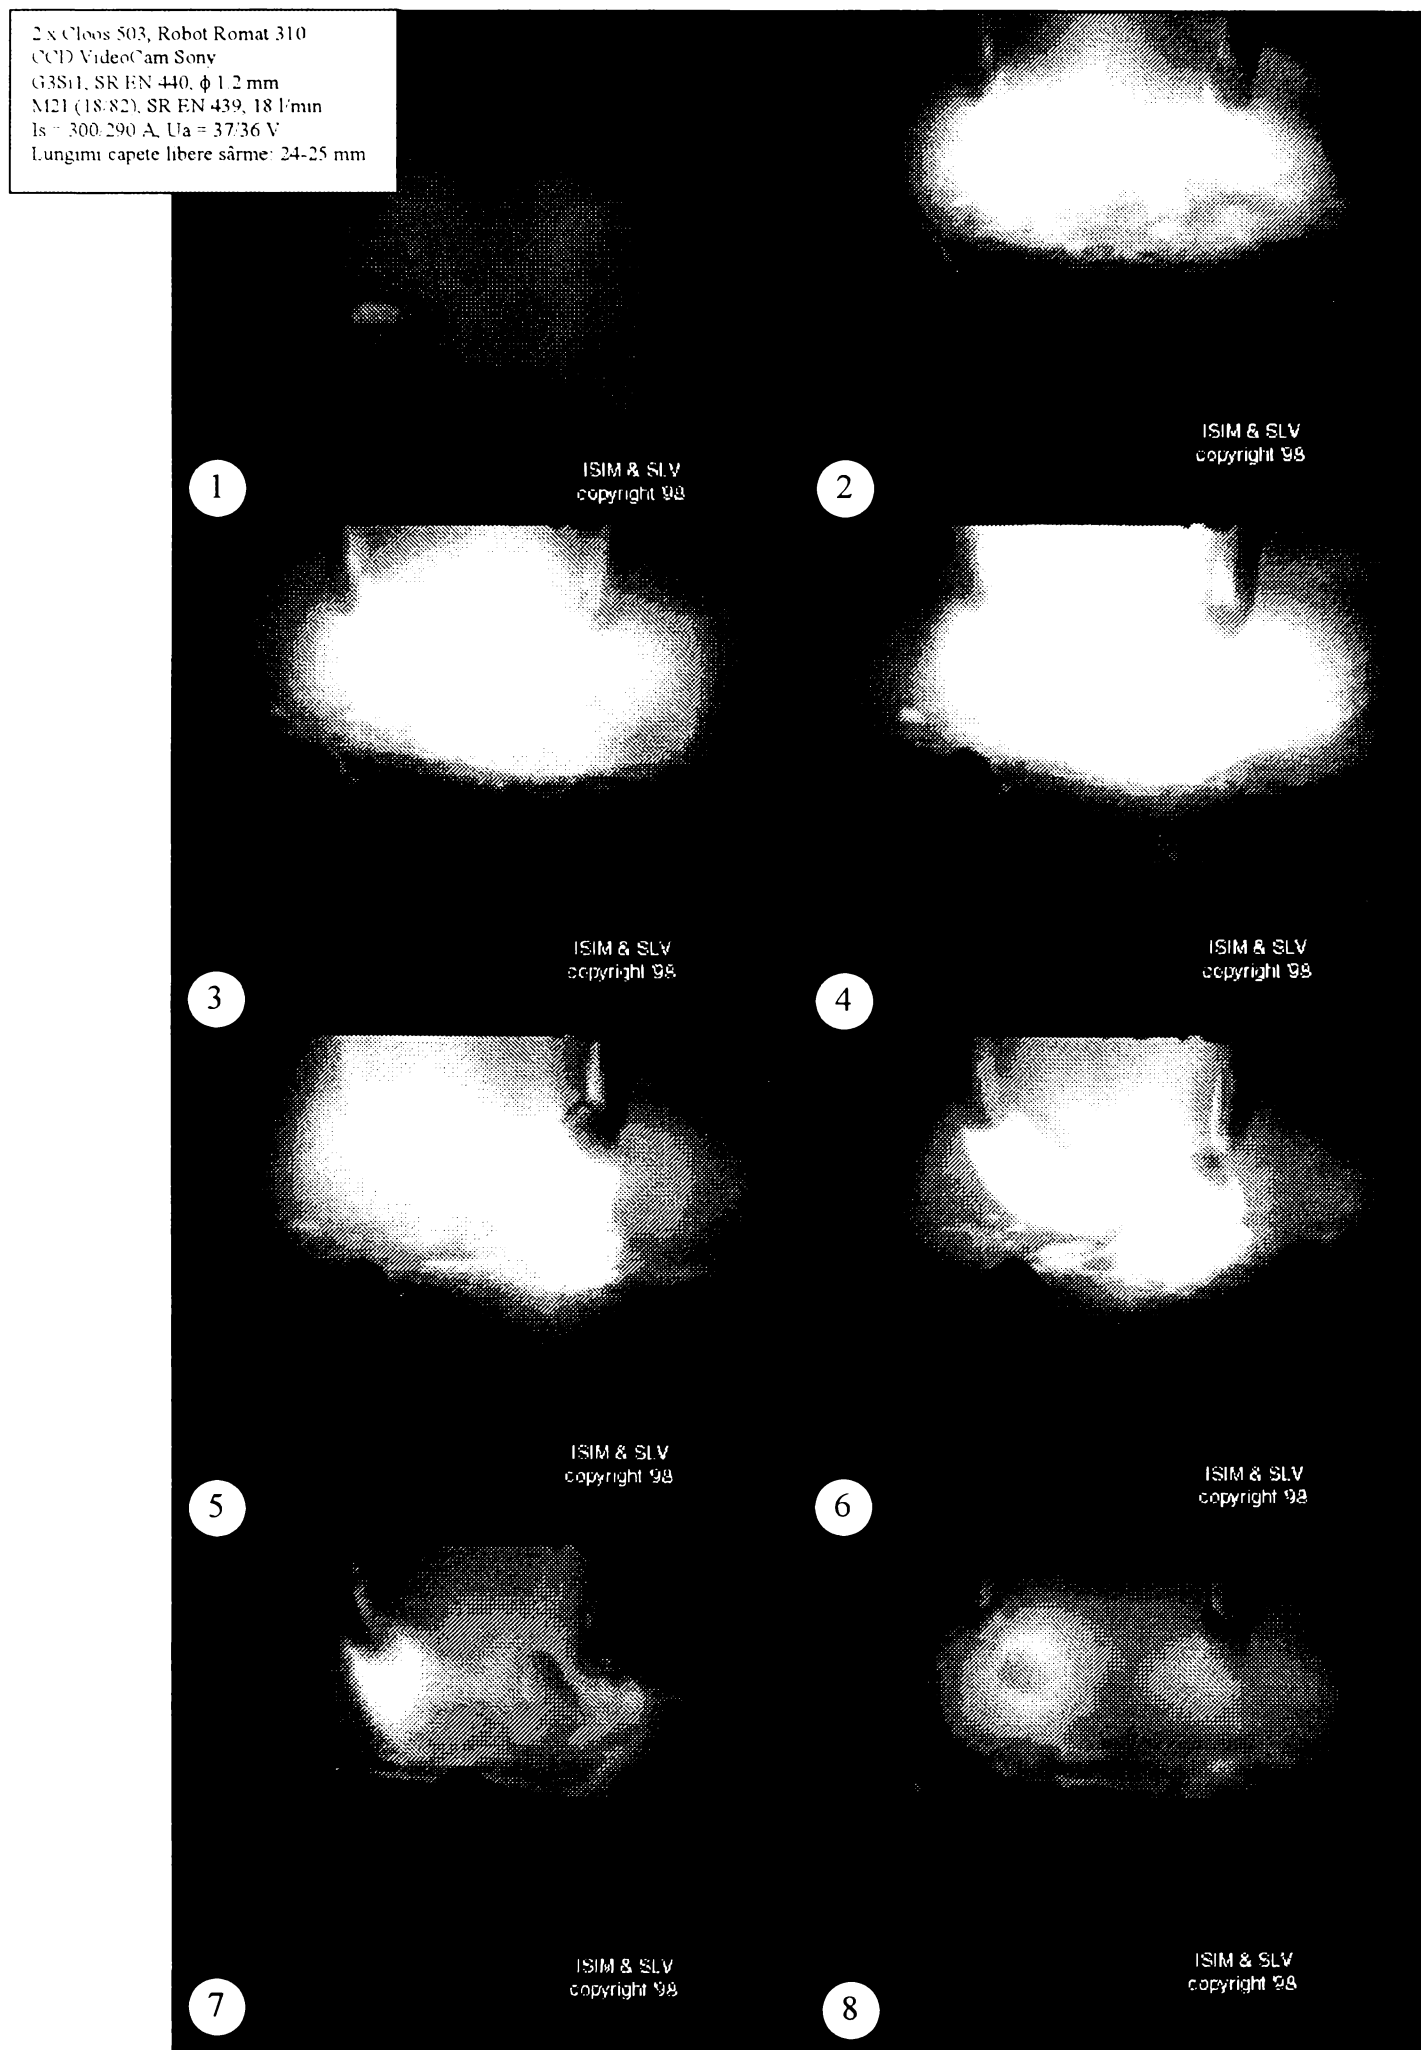 2 x Cloos 503, Robot Romat 310
CCD VideoCam Sony
G3Si1, SR EN 440, ϕ 1.2 mm
M21 (18/82), SR EN 439, 18 l/min
Is = 300/290 A, Ua = 37/36 V
Lungimi capete libere sârme: 24-25 mm
ISIM & SLV
copyright '98
1
ISIM & SLV
copyright '98
2
ISIM & SLV
copyright '98
3
ISIM & SLV
copyright '98
4
ISIM & SLV
copyright '98
5
ISIM & SLV
copyright '98
6
ISIM & SLV
copyright '98
7
ISIM & SLV
copyright '98
8